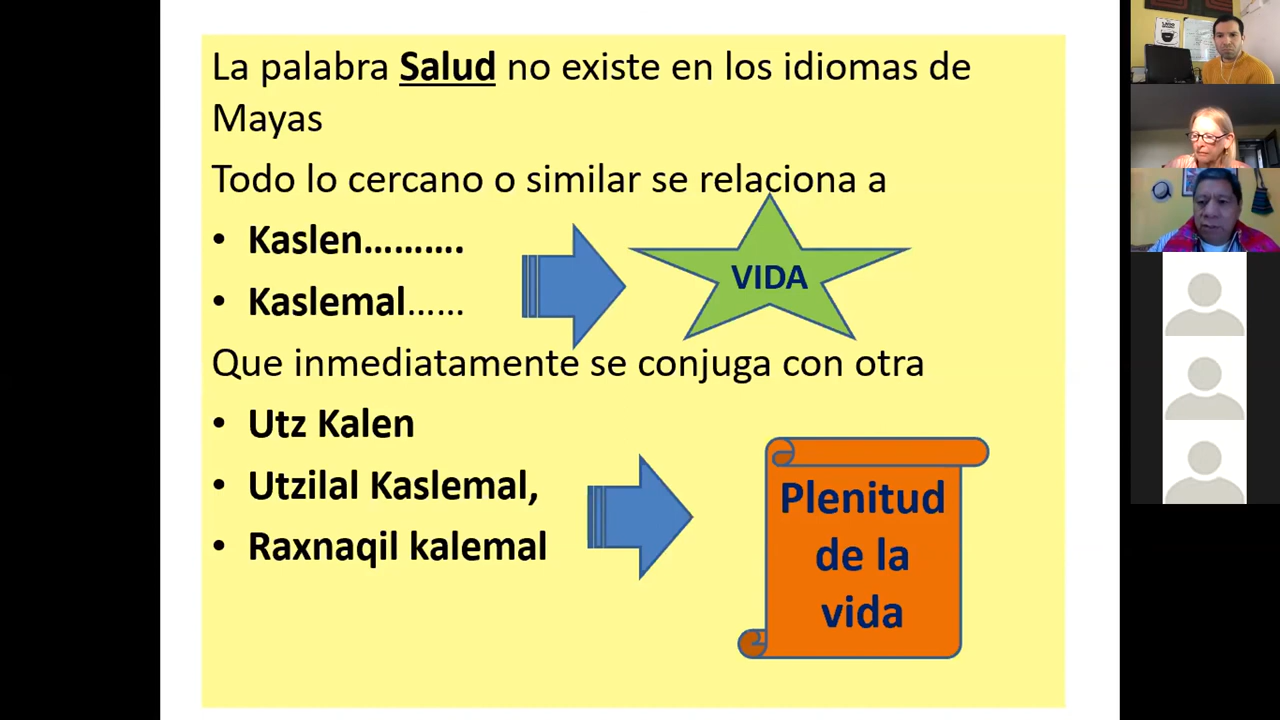 La palabra Salud no existe en los idiomas de
Mayas
Todo lo cercano o similar se relaciona a
• Kaslen……….
• Kaslemal……
VIDA
Que inmediatamente se conjuga con otra
• Utz Kalen
• Utzilal Kaslemal,
• Raxnaqil kalemal
Plenitud
de la
vida